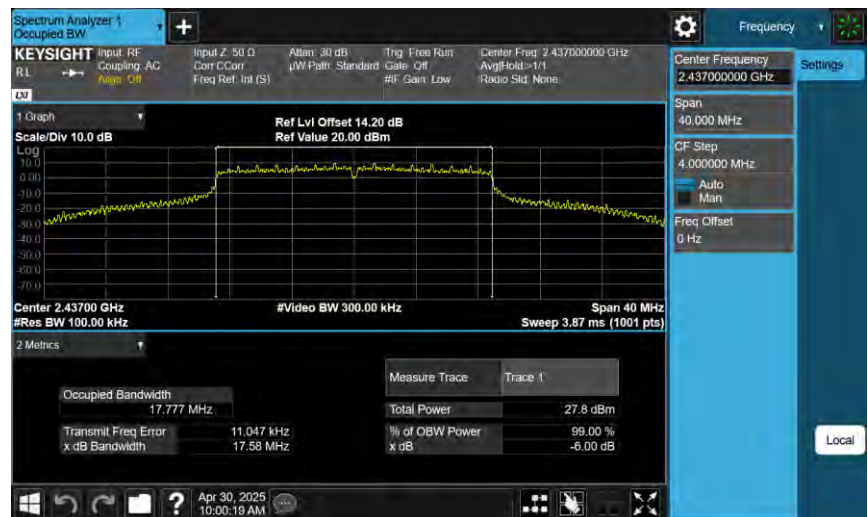 Spectrum Analyzer 1
Occupied BW
Frequency
KEYSIGHT
RL
LXI
Input: RF
Coupling: AC
Align: Off
Input Z: 50 Ω
Corr CCorr
Freq Ref: Int (S)
Atten: 30 dB
µW Path: Standard
Trig: Free Run
Gate: Off
#IF Gain: Low
Center Freq: 2.437000000 GHz
Avg|Hold:>1/1
Radio Std: None
Center Frequency
2.437000000 GHz
Settings
Span
40.000 MHz
CF Step
4.000000 MHz
Auto
Man
Freq Offset
0 Hz
1 Graph
Scale/Div 10.0 dB
Ref Lvl Offset 14.20 dB
Ref Value 20.00 dBm
Log
10.0
0.00
-10.0
-20.0
-30.0
-40.0
-50.0
-60.0
-70.0
Center 2.43700 GHz
#Video BW 300.00 kHz
Span 40 MHz
#Res BW 100.00 kHz
Sweep 3.87 ms (1001 pts)
2 Metrics
Measure Trace
Trace 1
Occupied Bandwidth
17.777 MHz
Total Power
27.8 dBm
Transmit Freq Error
11.047 kHz
% of OBW Power
99.00 %
x dB Bandwidth
17.58 MHz
x dB
-6.00 dB
Local
?
Apr 30, 2025
10:00:19 AM